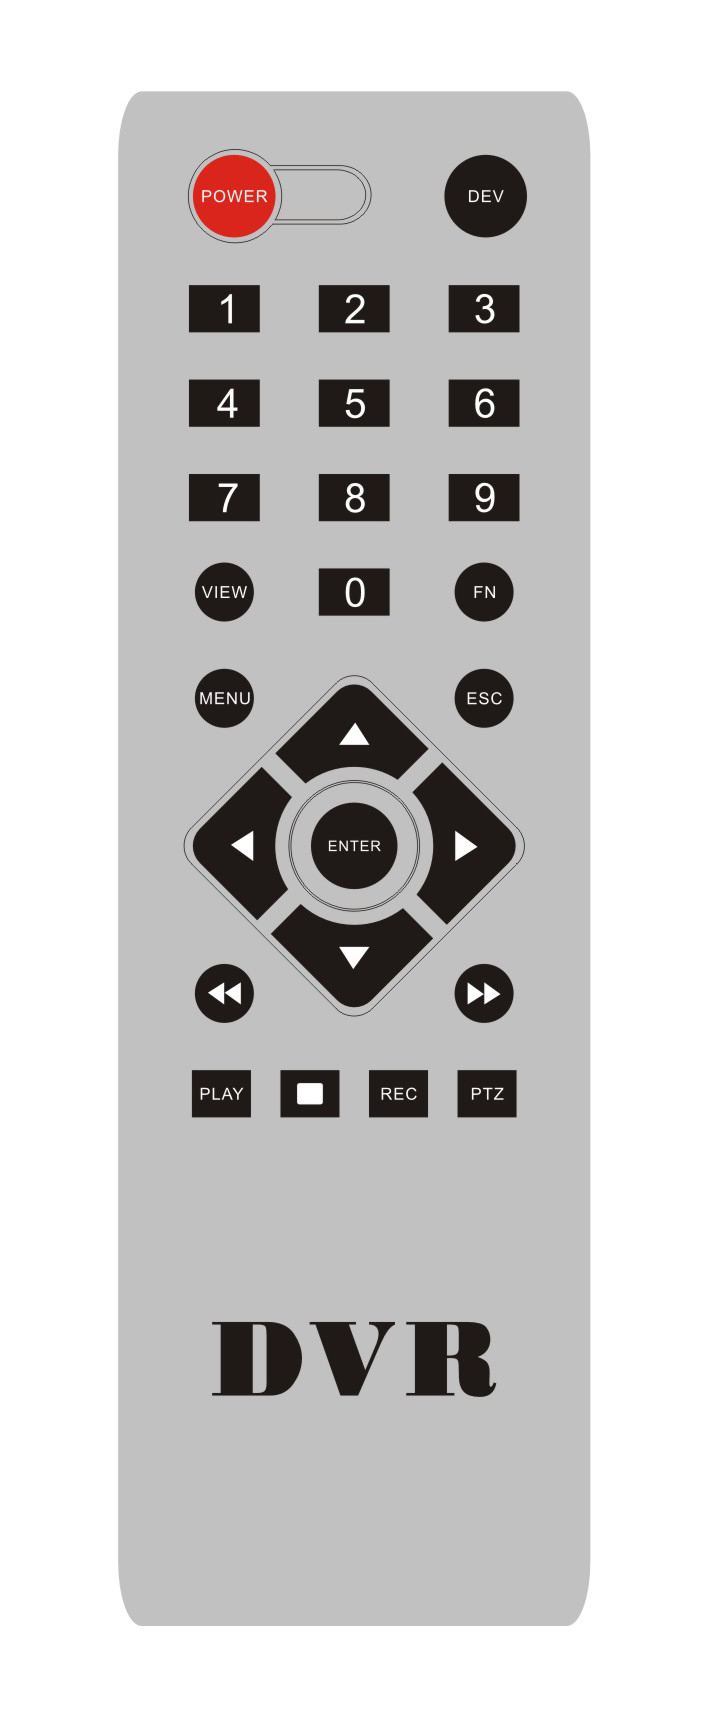 POWER DEV
1 2 3
4 5 6
7 8 9
VIEW 0 FN
MENU ESC
ENTER
PLAY REC PTZ
DVR